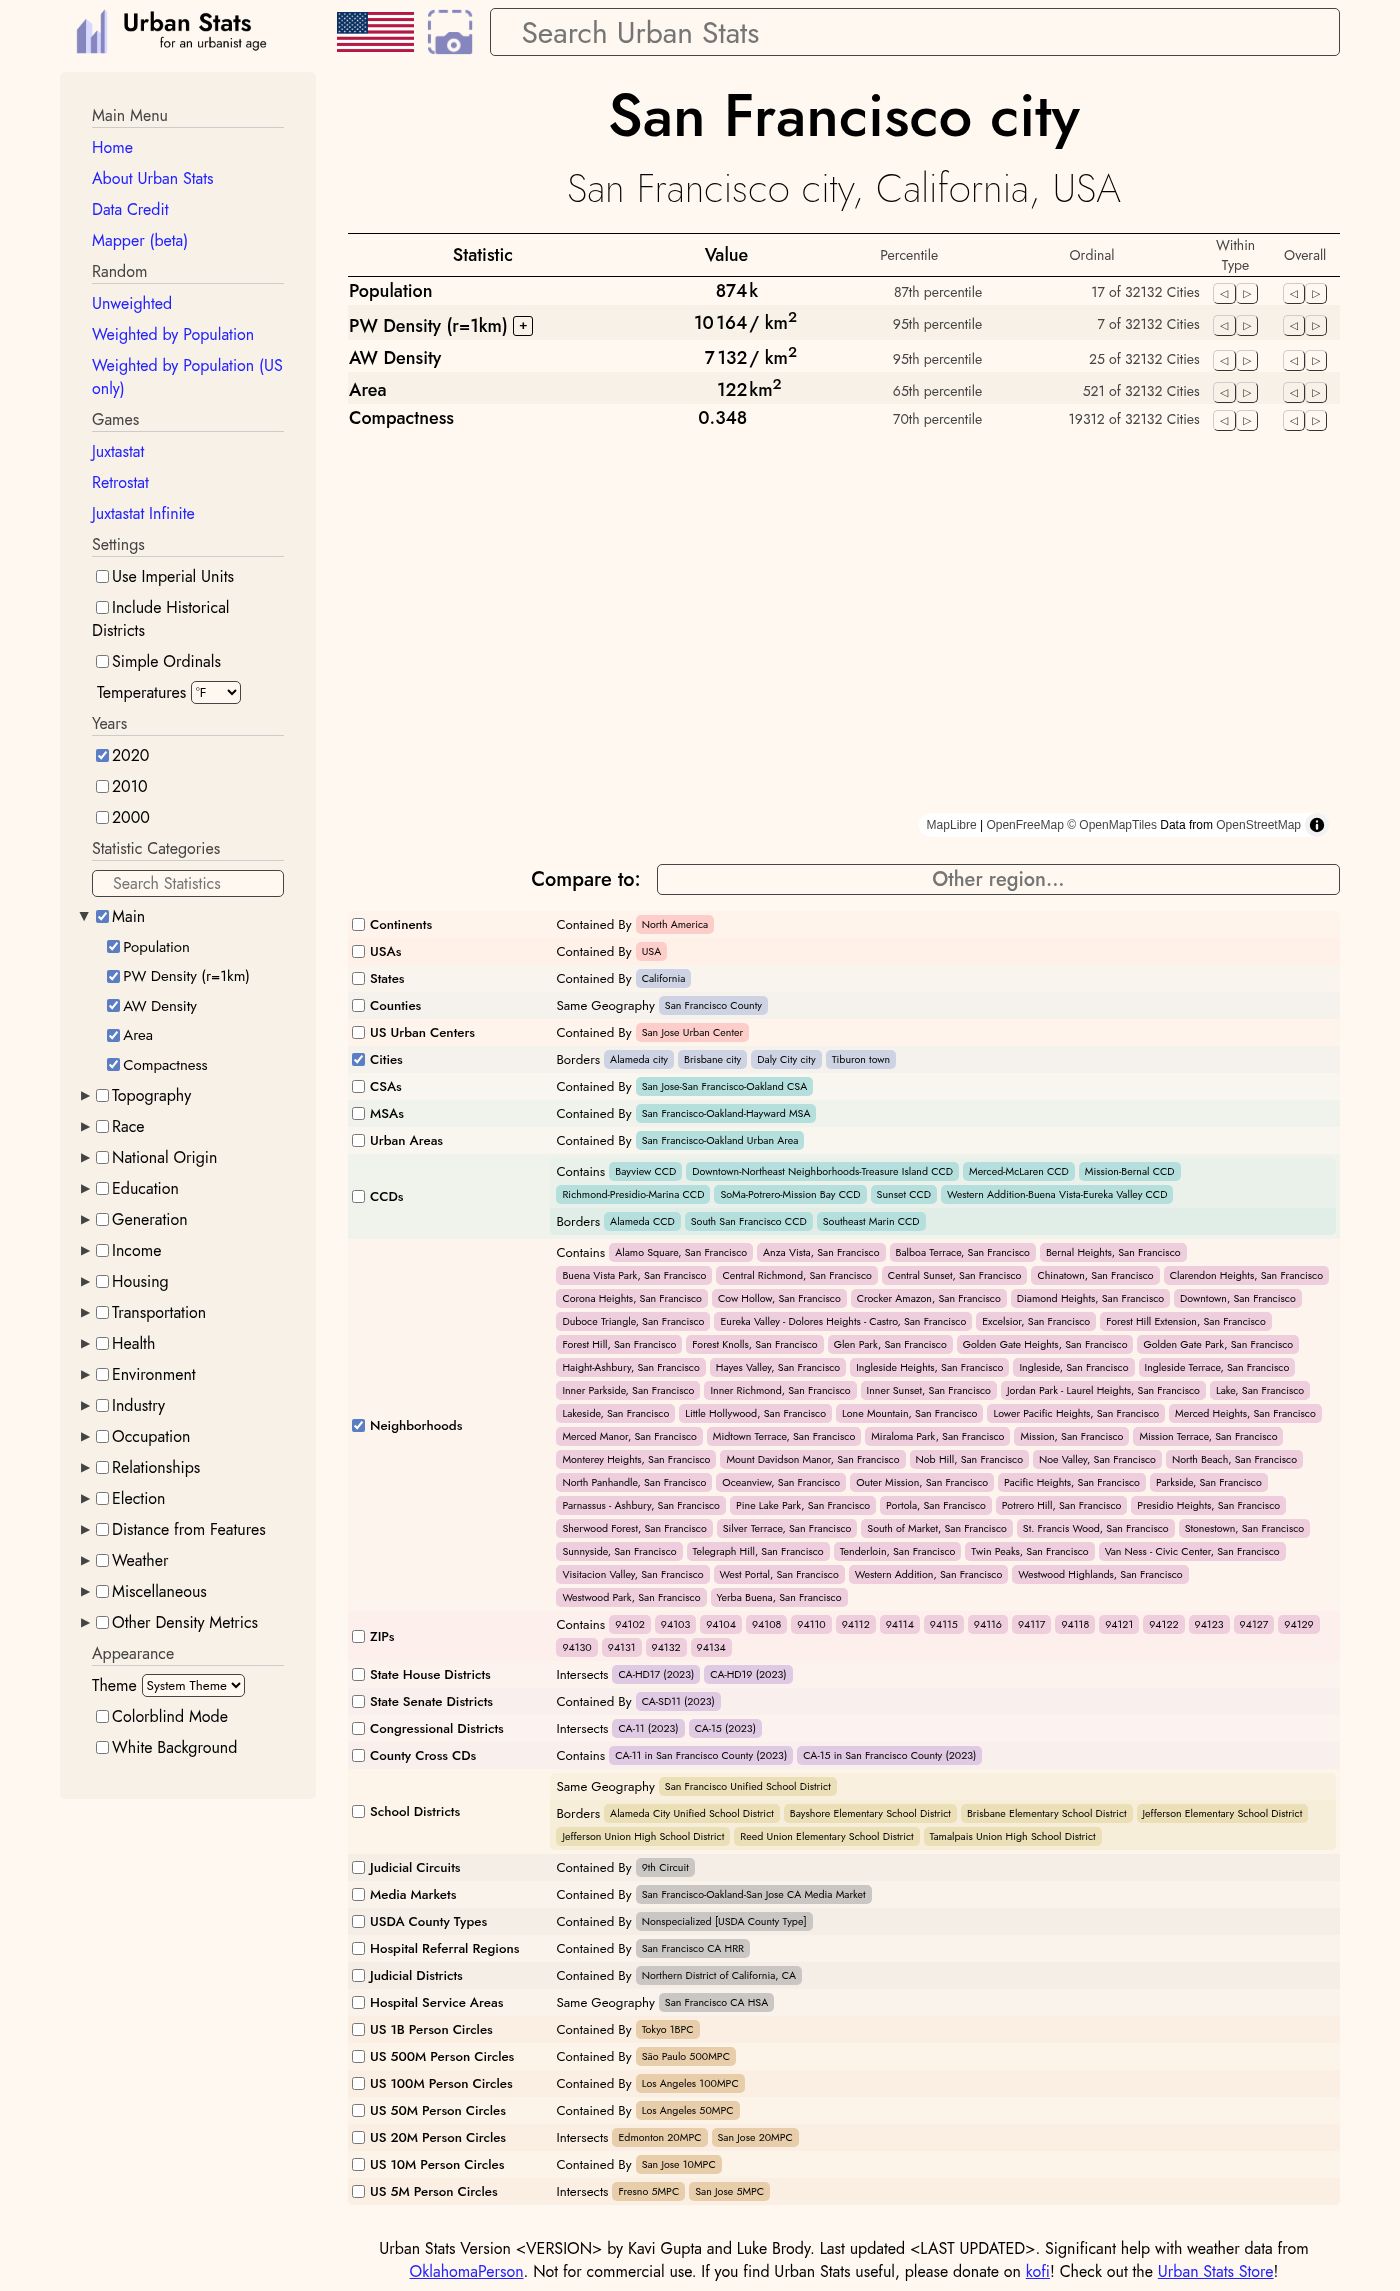 Urban Stats
for an urbanist age
Search Urban Stats
Main Menu
Home
About Urban Stats
Data Credit
Mapper (beta)
Random
Unweighted
Weighted by Population
Weighted by Population (US
only)
Games
Juxtastat
Retrostat
Juxtastat Infinite
Settings
Use Imperial Units
Include Historical
Districts
Simple Ordinals
Temperatures °F
Years
2020
2010
2000
Statistic Categories
Search Statistics
Main
Population
PW Density (r=1km)
AW Density
Area
Compactness
Topography
Race
National Origin
Education
Generation
Income
Housing
Transportation
Health
Environment
Industry
Occupation
Relationships
Election
Distance from Features
Weather
Miscellaneous
Other Density Metrics
Appearance
Theme System Theme
Colorblind Mode
White Background
San Francisco city
San Francisco city, California, USA
Statistic Value Percentile Ordinal Within Type Overall
Population 874k 87th percentile 17 of 32132 Cities
PW Density (r=1km) + 10 164 / km2 95th percentile 7 of 32132 Cities
AW Density 7 132 / km2 95th percentile 25 of 32132 Cities
Area 122 km2 65th percentile 521 of 32132 Cities
Compactness 0.348 70th percentile 19312 of 32132 Cities
MapLibre | OpenFreeMap © OpenMapTiles Data from OpenStreetMap
Compare to: Other region...
Continents Contained By North America
USAs Contained By USA
States Contained By California
Counties Same Geography San Francisco County
US Urban Centers Contained By San Jose Urban Center
Cities Borders Alameda city Brisbane city Daly City city Tiburon town
CSAs Contained By San Jose-San Francisco-Oakland CSA
MSAs Contained By San Francisco-Oakland-Hayward MSA
Urban Areas Contained By San Francisco-Oakland Urban Area
CCDs
Contains Bayview CCD Downtown-Northeast Neighborhoods-Treasure Island CCD Merced-McLaren CCD Mission-Bernal CCD
Richmond-Presidio-Marina CCD SoMa-Potrero-Mission Bay CCD Sunset CCD Western Addition-Buena Vista-Eureka Valley CCD
Borders Alameda CCD South San Francisco CCD Southeast Marin CCD
Neighborhoods
Contains Alamo Square, San Francisco Anza Vista, San Francisco Balboa Terrace, San Francisco Bernal Heights, San Francisco
Buena Vista Park, San Francisco Central Richmond, San Francisco Central Sunset, San Francisco Chinatown, San Francisco Clarendon Heights, San Francisco
Corona Heights, San Francisco Cow Hollow, San Francisco Crocker Amazon, San Francisco Diamond Heights, San Francisco Downtown, San Francisco
Duboce Triangle, San Francisco Eureka Valley - Dolores Heights - Castro, San Francisco Excelsior, San Francisco Forest Hill Extension, San Francisco
Forest Hill, San Francisco Forest Knolls, San Francisco Glen Park, San Francisco Golden Gate Heights, San Francisco Golden Gate Park, San Francisco
Haight-Ashbury, San Francisco Hayes Valley, San Francisco Ingleside Heights, San Francisco Ingleside, San Francisco Ingleside Terrace, San Francisco
Inner Parkside, San Francisco Inner Richmond, San Francisco Inner Sunset, San Francisco Jordan Park - Laurel Heights, San Francisco Lake, San Francisco
Lakeside, San Francisco Little Hollywood, San Francisco Lone Mountain, San Francisco Lower Pacific Heights, San Francisco Merced Heights, San Francisco
Merced Manor, San Francisco Midtown Terrace, San Francisco Miraloma Park, San Francisco Mission, San Francisco Mission Terrace, San Francisco
Monterey Heights, San Francisco Mount Davidson Manor, San Francisco Nob Hill, San Francisco Noe Valley, San Francisco North Beach, San Francisco
North Panhandle, San Francisco Oceanview, San Francisco Outer Mission, San Francisco Pacific Heights, San Francisco Parkside, San Francisco
Parnassus - Ashbury, San Francisco Pine Lake Park, San Francisco Portola, San Francisco Potrero Hill, San Francisco Presidio Heights, San Francisco
Sherwood Forest, San Francisco Silver Terrace, San Francisco South of Market, San Francisco St. Francis Wood, San Francisco Stonestown, San Francisco
Sunnyside, San Francisco Telegraph Hill, San Francisco Tenderloin, San Francisco Twin Peaks, San Francisco Van Ness - Civic Center, San Francisco
Visitacion Valley, San Francisco West Portal, San Francisco Western Addition, San Francisco Westwood Highlands, San Francisco
Westwood Park, San Francisco Yerba Buena, San Francisco
ZIPs
Contains 94102 94103 94104 94108 94110 94112 94114 94115 94116 94117 94118 94121 94122 94123 94127 94129
94130 94131 94132 94134
State House Districts Intersects CA-HD17 (2023) CA-HD19 (2023)
State Senate Districts Contained By CA-SD11 (2023)
Congressional Districts Intersects CA-11 (2023) CA-15 (2023)
County Cross CDs Contains CA-11 in San Francisco County (2023) CA-15 in San Francisco County (2023)
School Districts
Same Geography San Francisco Unified School District
Borders Alameda City Unified School District Bayshore Elementary School District Brisbane Elementary School District Jefferson Elementary School District
Jefferson Union High School District Reed Union Elementary School District Tamalpais Union High School District
Judicial Circuits Contained By 9th Circuit
Media Markets Contained By San Francisco-Oakland-San Jose CA Media Market
USDA County Types Contained By Nonspecialized [USDA County Type]
Hospital Referral Regions Contained By San Francisco CA HRR
Judicial Districts Contained By Northern District of California, CA
Hospital Service Areas Same Geography San Francisco CA HSA
US 1B Person Circles Contained By Tokyo 1BPC
US 500M Person Circles Contained By São Paulo 500MPC
US 100M Person Circles Contained By Los Angeles 100MPC
US 50M Person Circles Contained By Los Angeles 50MPC
US 20M Person Circles Intersects Edmonton 20MPC San Jose 20MPC
US 10M Person Circles Contained By San Jose 10MPC
US 5M Person Circles Intersects Fresno 5MPC San Jose 5MPC
Urban Stats Version <VERSION> by Kavi Gupta and Luke Brody. Last updated <LAST UPDATED>. Significant help with weather data from
OklahomaPerson. Not for commercial use. If you find Urban Stats useful, please donate on kofi! Check out the Urban Stats Store!